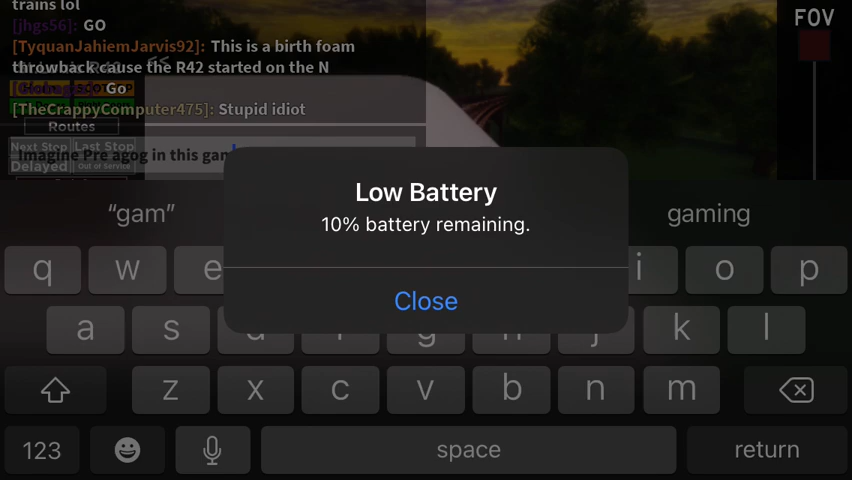 trains lol
[jhgs56]: GO
[TyquanJahiemJarvis92]: This is a birth foam
throwback cause the R42 started on the N
Go
[TheCrappyComputer475]: Stupid idiot
Routes
Next Stop Last Stop
Delayed Out of Service
Imagine Pre agog in this gam
FOV
Low Battery
10% battery remaining.
Close
“gam” gaming
q w e i o p
a s d f g h j k l
z x c v b n m
123 space return